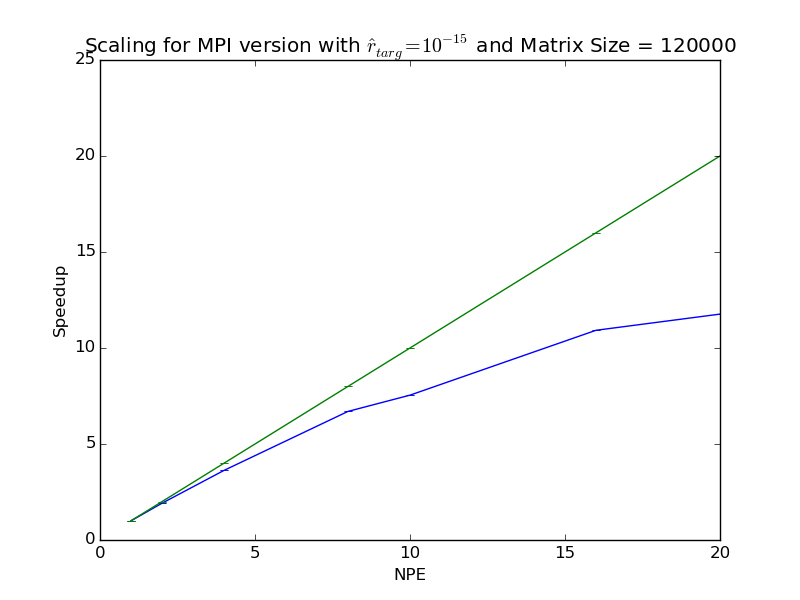 Scaling for MPI version with $\hat{r}_{targ} = 10^{-15}$ and Matrix Size = 120000
25
20
15
10
5
0
Speedup
0 5 10 15 20
NPE